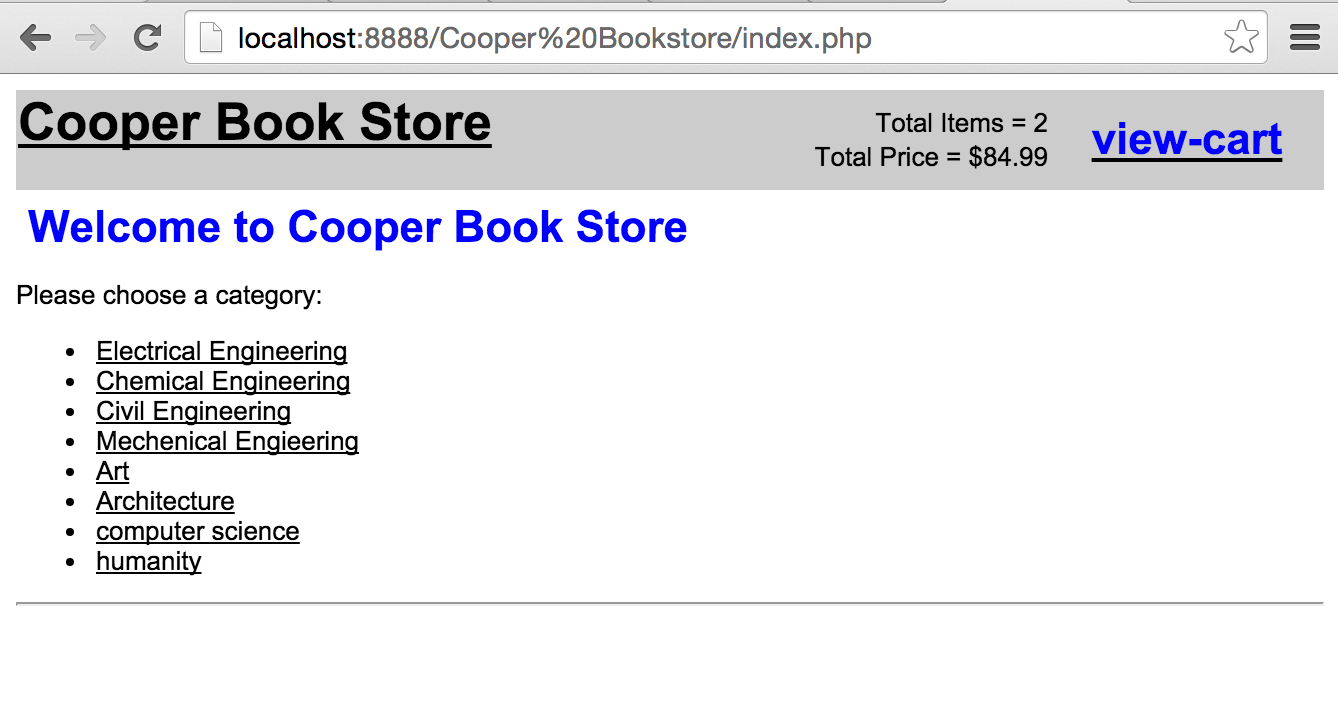 localhost:8888/Cooper%20Bookstore/index.php
Cooper Book Store
Total Items = 2
Total Price = $84.99
view-cart
Welcome to Cooper Book Store
Please choose a category:
Electrical Engineering
Chemical Engineering
Civil Engineering
Mechenical Engieering
Art
Architecture
computer science
humanity